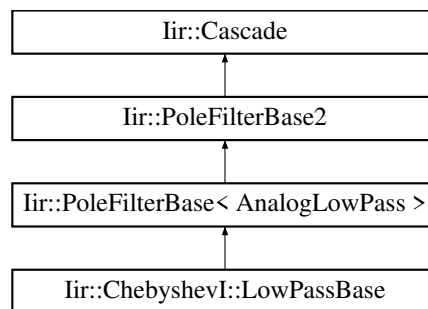 Iir::Cascade
Iir::PoleFilterBase2
Iir::PoleFilterBase< AnalogLowPass >
Iir::ChebyshevI::LowPassBase